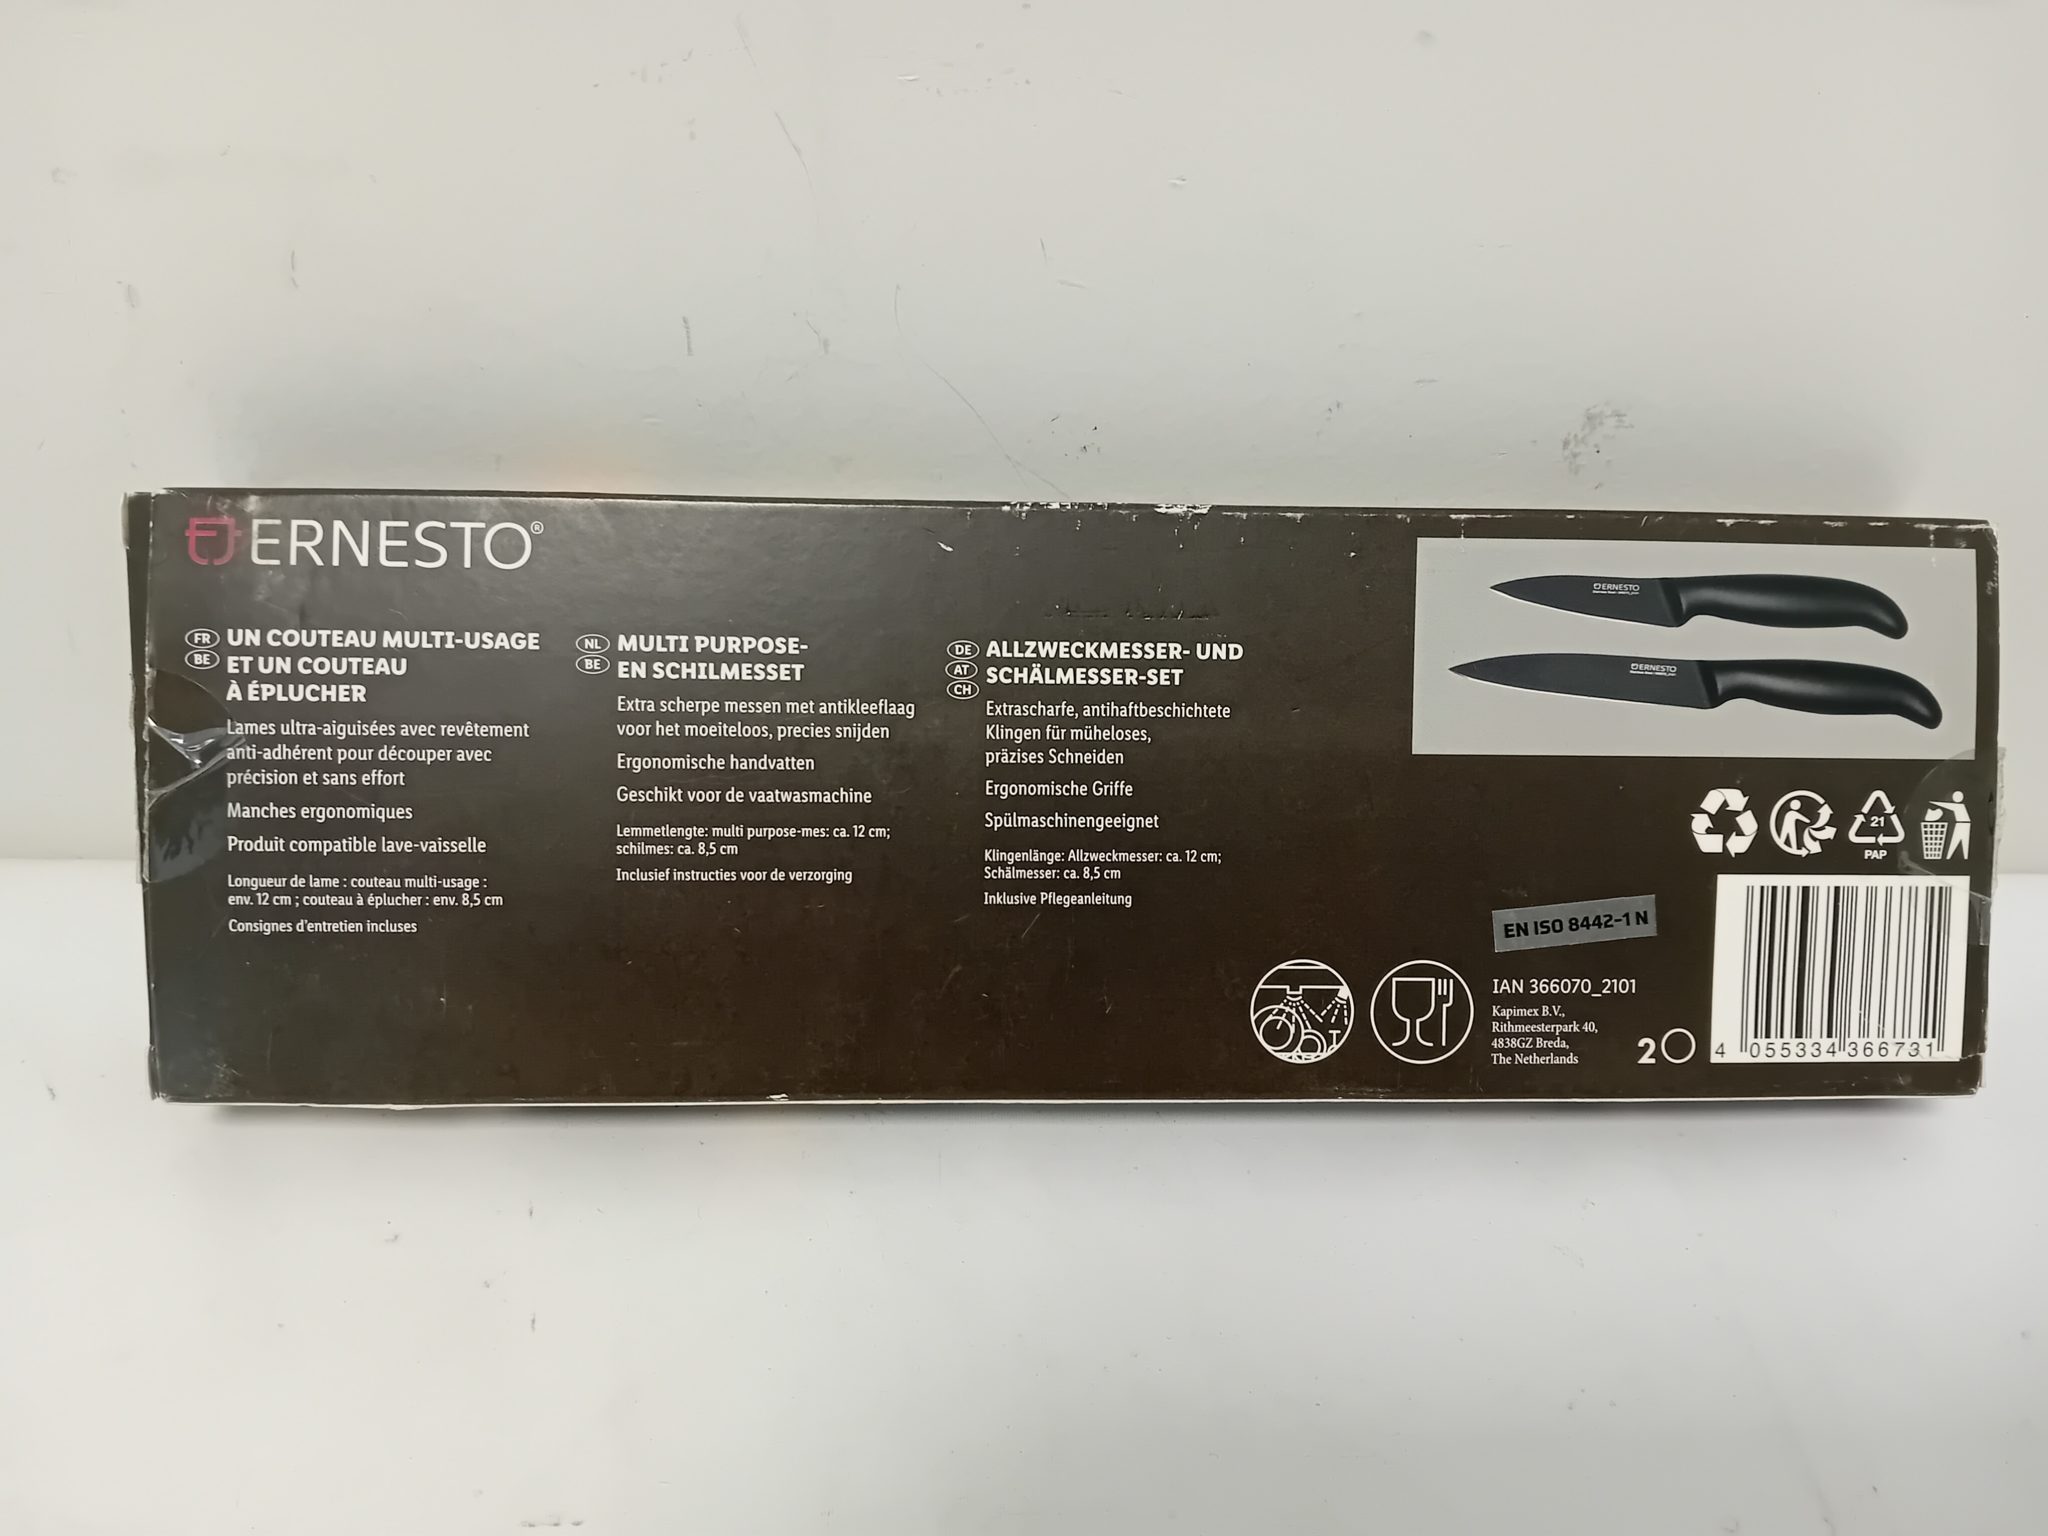 ERNESTO®
FR
BE
UN COUTEAU MULTI-USAGE
ET UN COUTEAU
À ÉPLUCHER
Lames ultra-aiguisées avec revêtement
anti-adhérent pour découper avec
précision et sans effort
Manches ergonomiques
Produit compatible lave-vaisselle
Longueur de lame : couteau multi-usage :
env. 12 cm ; couteau à éplucher : env. 8,5 cm
Consignes d'entretien incluses
NL
BE
MULTI PURPOSE-
EN SCHILMESSET
Extra scherpe messen met antikleeflaag
voor het moeiteloos, precies snijden
Ergonomische handvatten
Geschikt voor de vaatwasmachine
Lemmetlengte: multi purpose-mes: ca. 12 cm;
schilmes: ca. 8,5 cm
Inclusief instructies voor de verzorging
DE
AT
CH
ALLZWECKMESSER- UND
SCHÄLMESSER-SET
Extrascharfe, antihaftbeschichtete
Klingen für müheloses,
präzises Schneiden
Ergonomische Griffe
Spülmaschinengeeignet
Klingenlänge: Allzweckmesser: ca. 12 cm;
Schälmesser: ca. 8,5 cm
Inklusive Pflegeanleitung
ERNESTO
ERNESTO
21
PAP
EN ISO 8442-1 N
IAN 366070_2101
Kapimex B.V.,
Rithmeesterpark 40,
4838GZ Breda,
The Netherlands
2
4 055334 366731